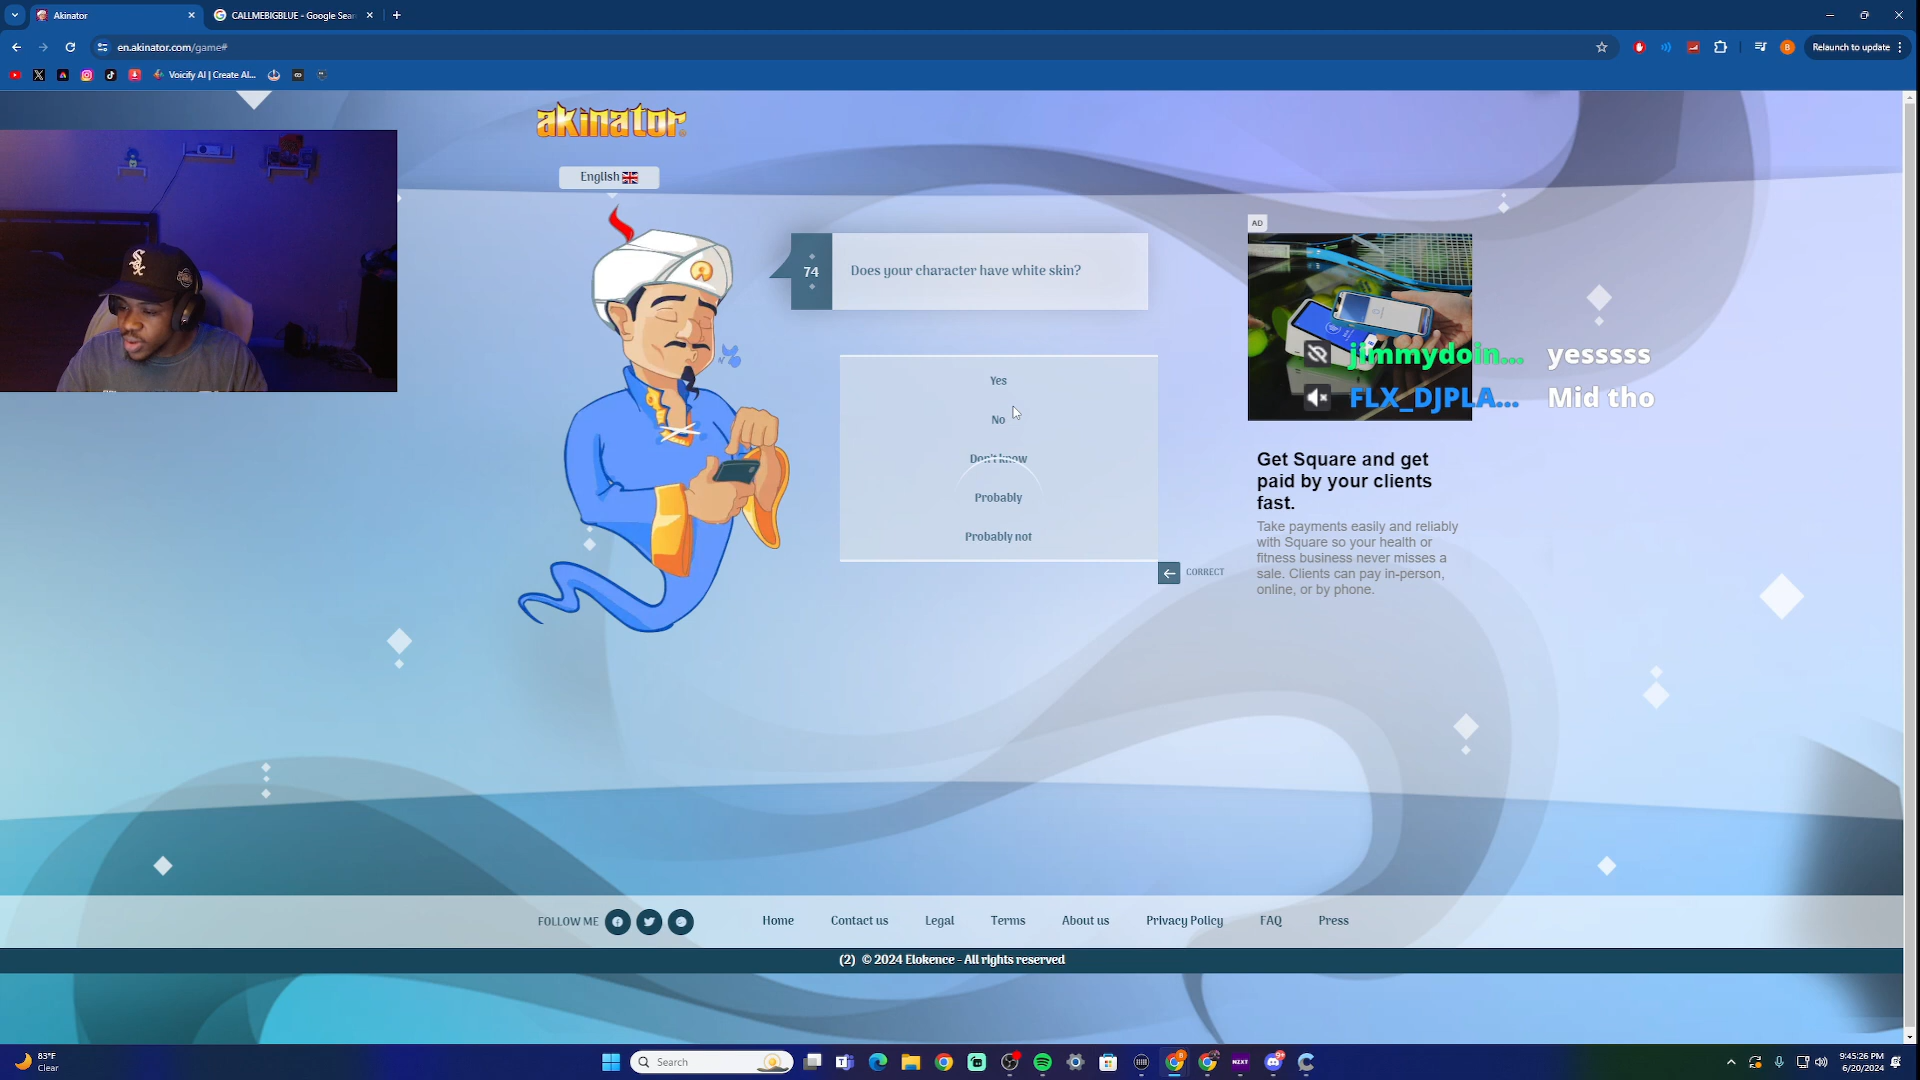 Akinator
CALLMEBIGBLUE - Google Sear
en.akinator.com/game#
Relaunch to update
B
Voicify AI | Create AI...
akinator
English
AD
74
Does your character have white skin?
jimmydoin... yesssss
FLX_DJPLA... Mid tho
Yes
No
Don't know
Probably
Probably not
CORRECT
Get Square and get
paid by your clients
fast.
Take payments easily and reliably
with Square so your health or
fitness business never misses a
sale. Clients can pay in-person,
online, or by phone.
FOLLOW ME
Home
Contact us
Legal
Terms
About us
Privacy Policy
FAQ
Press
(2) © 2024 Elokence - All rights reserved
83°F
Clear
Search
NZXT
9:45:26 PM
6/20/2024